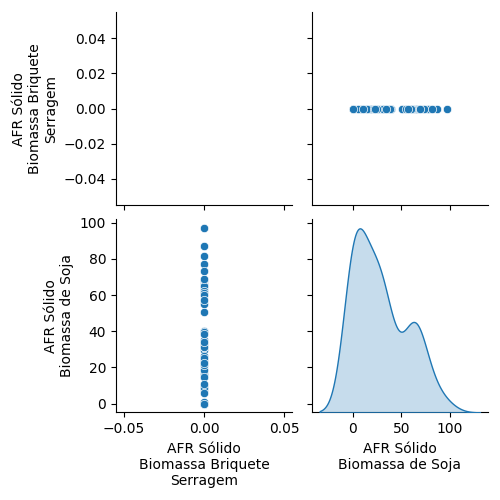 AFR Sólido
Biomassa Briquete
Serragem
0.04
0.02
0.00
−0.02
−0.04
AFR Sólido
Biomassa de Soja
100
80
60
40
20
0
−0.05
0.00
0.05
0
50
100
AFR Sólido
Biomassa Briquete
Serragem
AFR Sólido
Biomassa de Soja